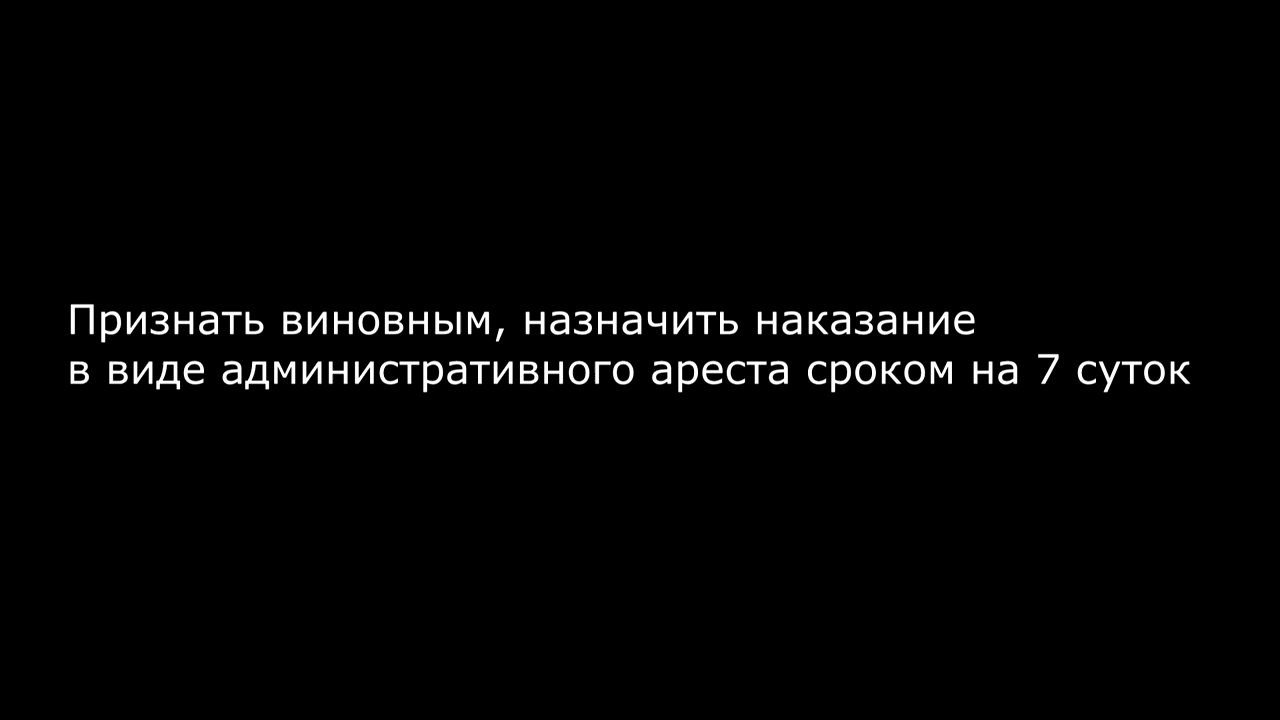 Признать виновным, назначить наказание
в виде административного ареста сроком на 7 суток